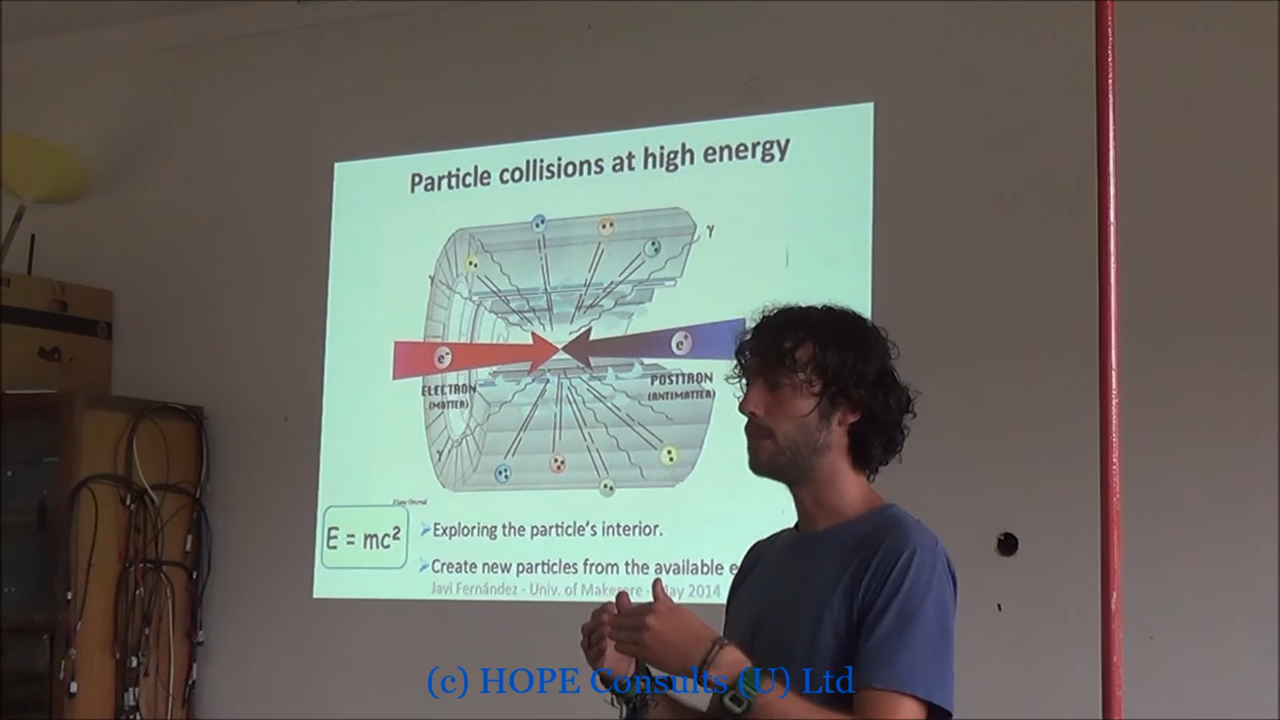 Particle collisions at high energy
γ
e⁻
e⁺
ELECTRON
(MATTER)
POSITRON
(ANTIMATTER)
γ
E = mc²
Exploring the particle's interior.
Create new particles from the available e
Javi Fernández - Univ. of Makerere - May 2014
(c) HOPE Consults (U) Ltd